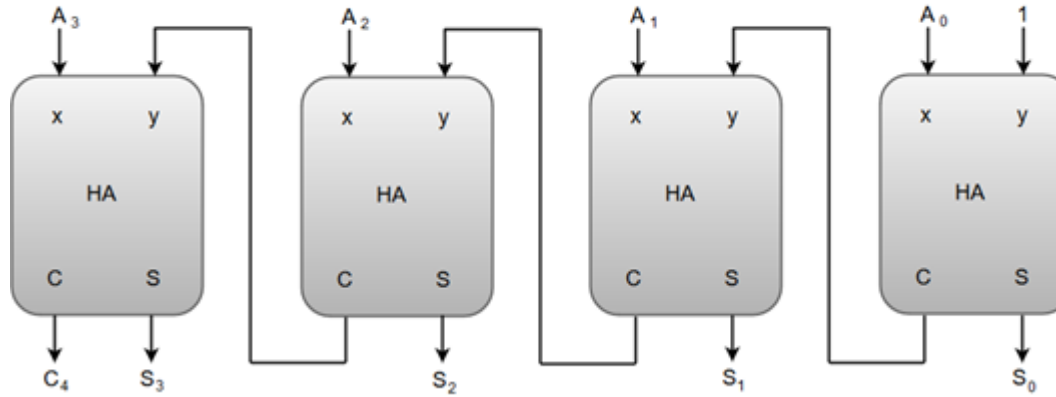 A3 A2 A1 A0 1
x y x y x y x y
HA HA HA HA
C S C S C S C S
C4 S3 S2 S1 S0